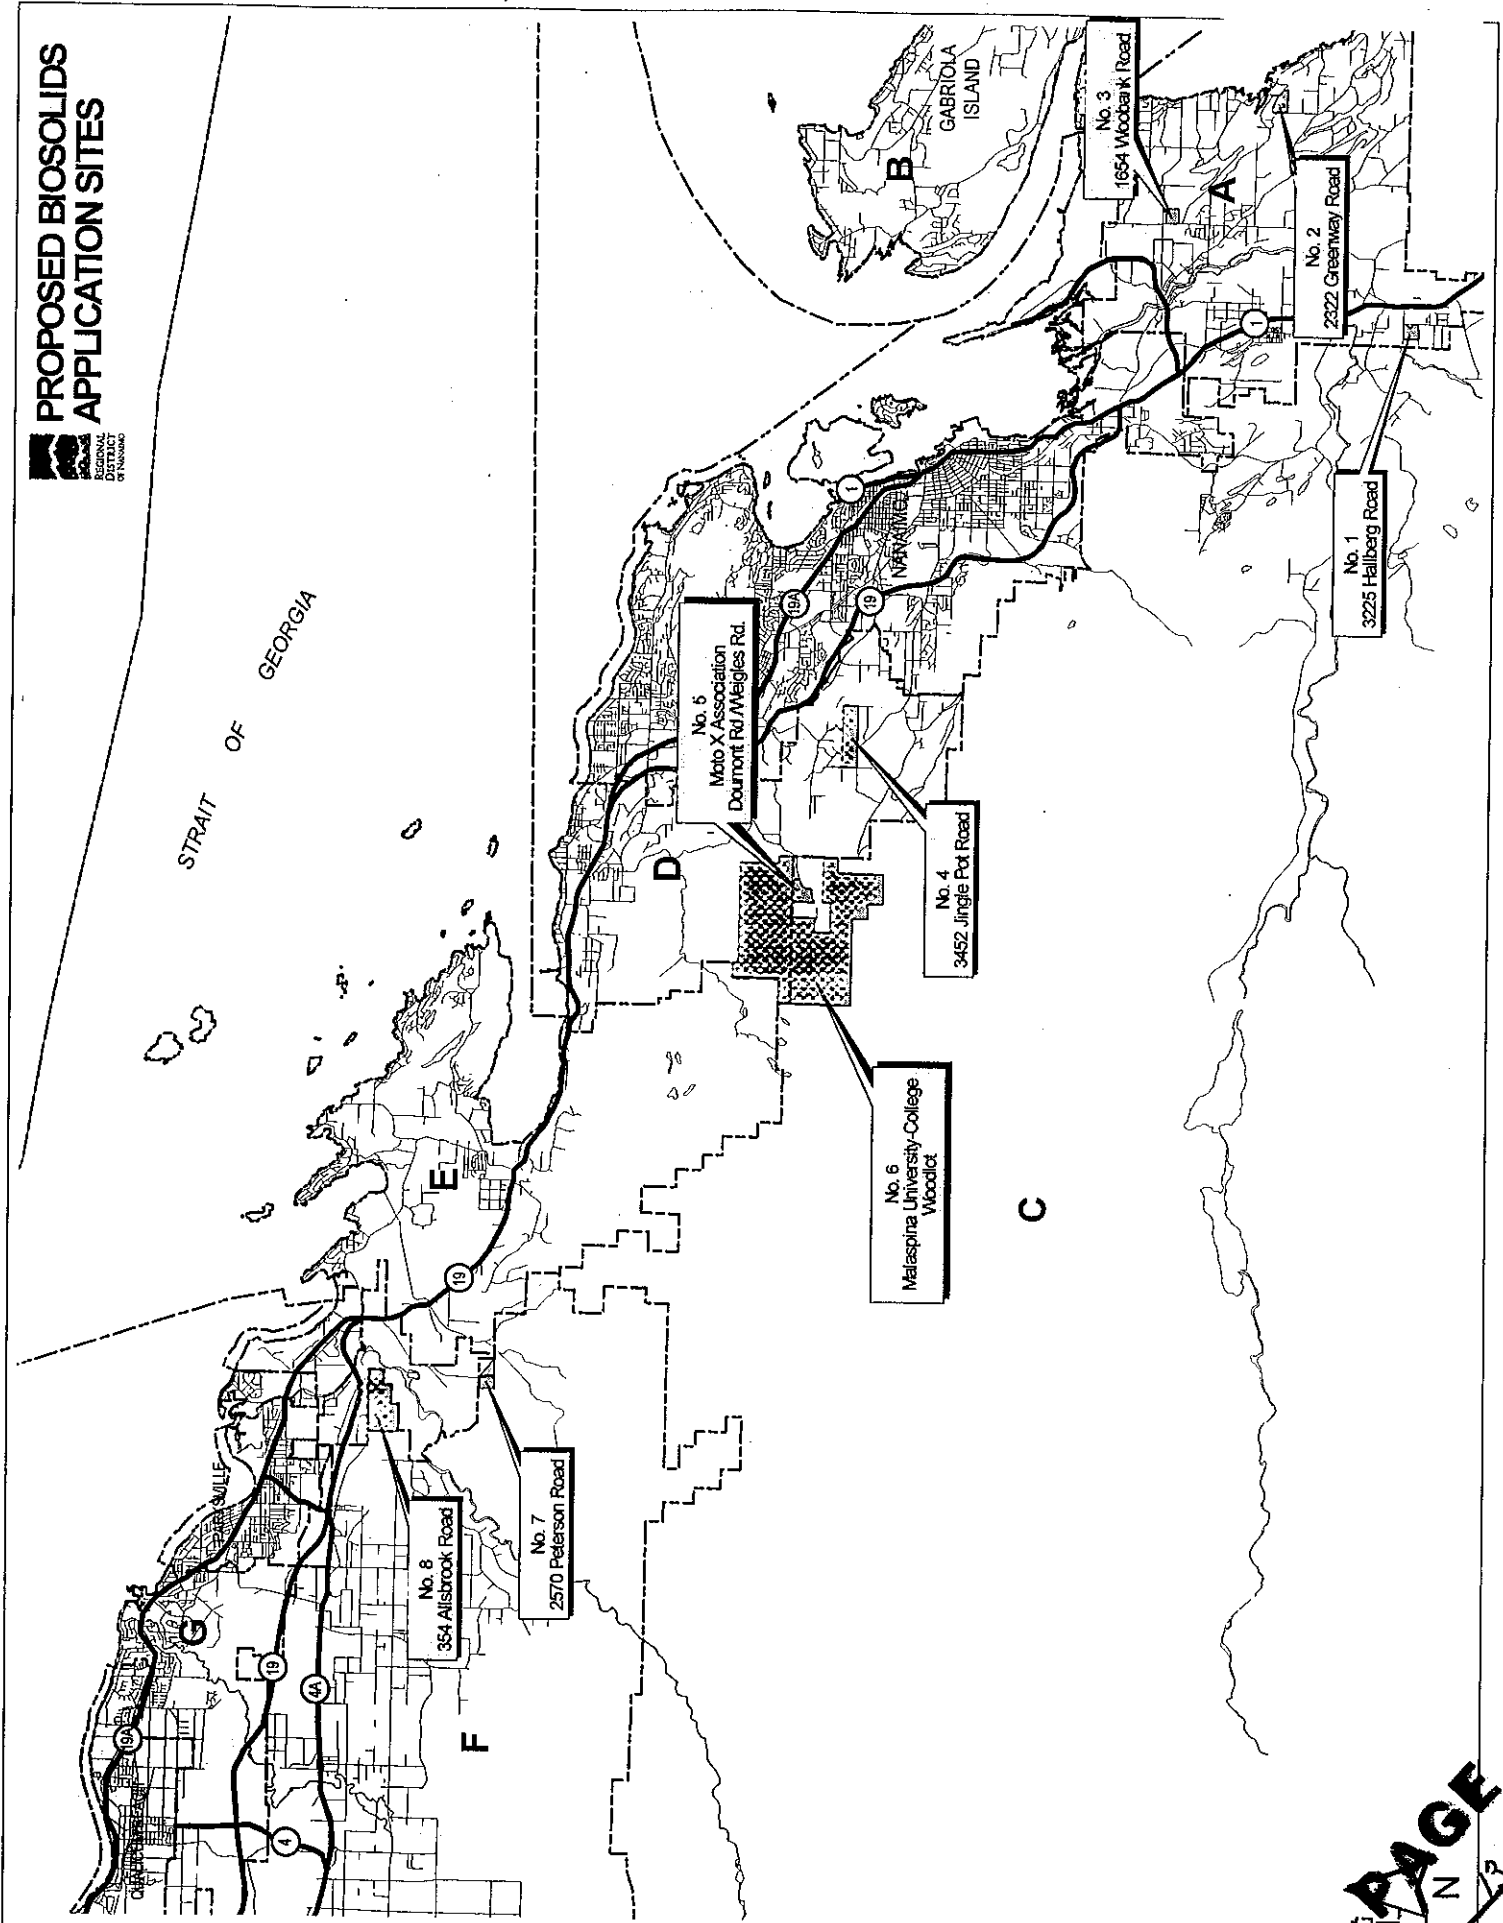 PROPOSED BIOSOLIDS
APPLICATION SITES
REGIONAL
DISTRICT
OF NANAIMO
STRAIT
OF
GEORGIA
GABRIOLA
ISLAND
B
No. 3
1654 Woobank Road
A
No. 2
2322 Greenway Road
1
No. 1
3225 Hallberg Road
1
NANAIMO
19A
19
No. 5
Moto X Association
Doumont Rd./Weigles Rd.
D
No. 4
3452 Jingle Pot Road
No. 6
Malaspina University-College
Woodlot
C
E
19
PARKSVILLE
No. 8
354 Allsbrook Road
No. 7
2570 Peterson Road
G
19
4A
19A
F
4
QUALICUM BEACH
PAGE
N